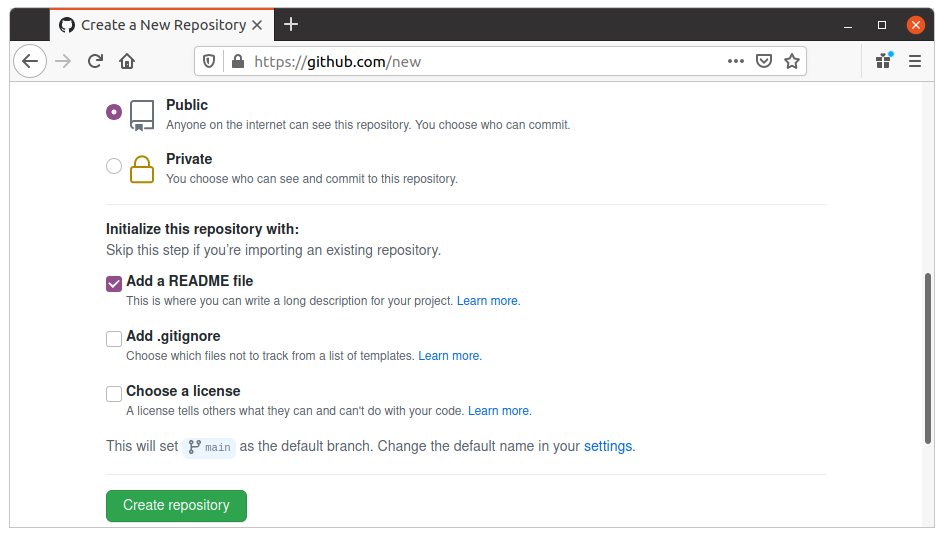 Create a New Repository
https://github.com/new
Public
Anyone on the internet can see this repository. You choose who can commit.
Private
You choose who can see and commit to this repository.
Initialize this repository with:
Skip this step if you’re importing an existing repository.
Add a README file
This is where you can write a long description for your project. Learn more.
Add .gitignore
Choose which files not to track from a list of templates. Learn more.
Choose a license
A license tells others what they can and can't do with your code. Learn more.
This will set main as the default branch. Change the default name in your settings.
Create repository